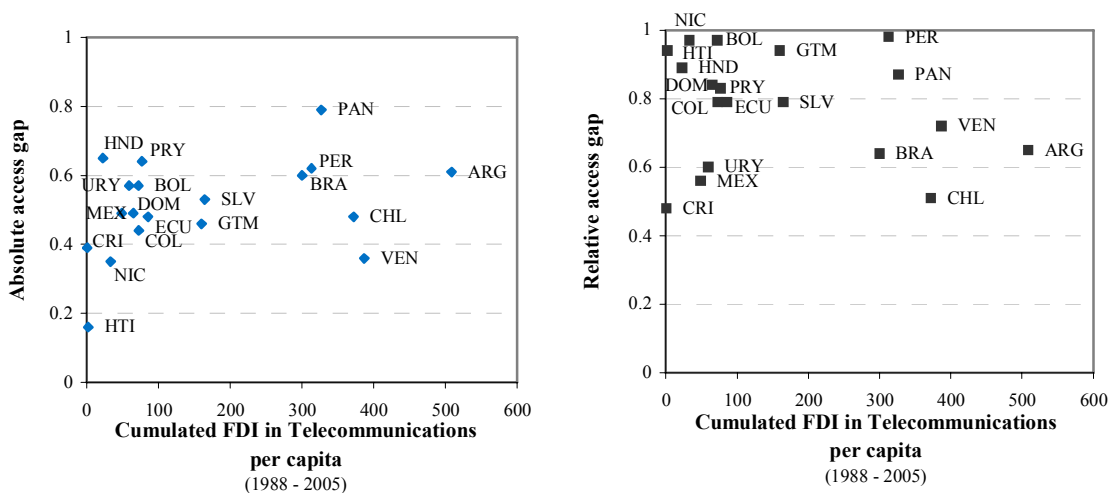 Absolute access gap
1
0.8
0.6
0.4
0.2
0
PAN
HND
PRY
PER
ARG
BRA
URY
BOL
SLV
MEX
DOM
CHL
ECU
GTM
COL
CRI
VEN
NIC
HTI
0 100 200 300 400 500 600
Cumulated FDI in Telecommunications
per capita
(1988 - 2005)
Relative access gap
1
0.8
0.6
0.4
0.2
0
NIC
BOL
PER
HTI
GTM
HND
PAN
DOM
PRY
COL
ECU
SLV
VEN
BRA
ARG
URY
MEX
CHL
CRI
0 100 200 300 400 500 600
Cumulated FDI in Telecommunications
per capita
(1988 - 2005)